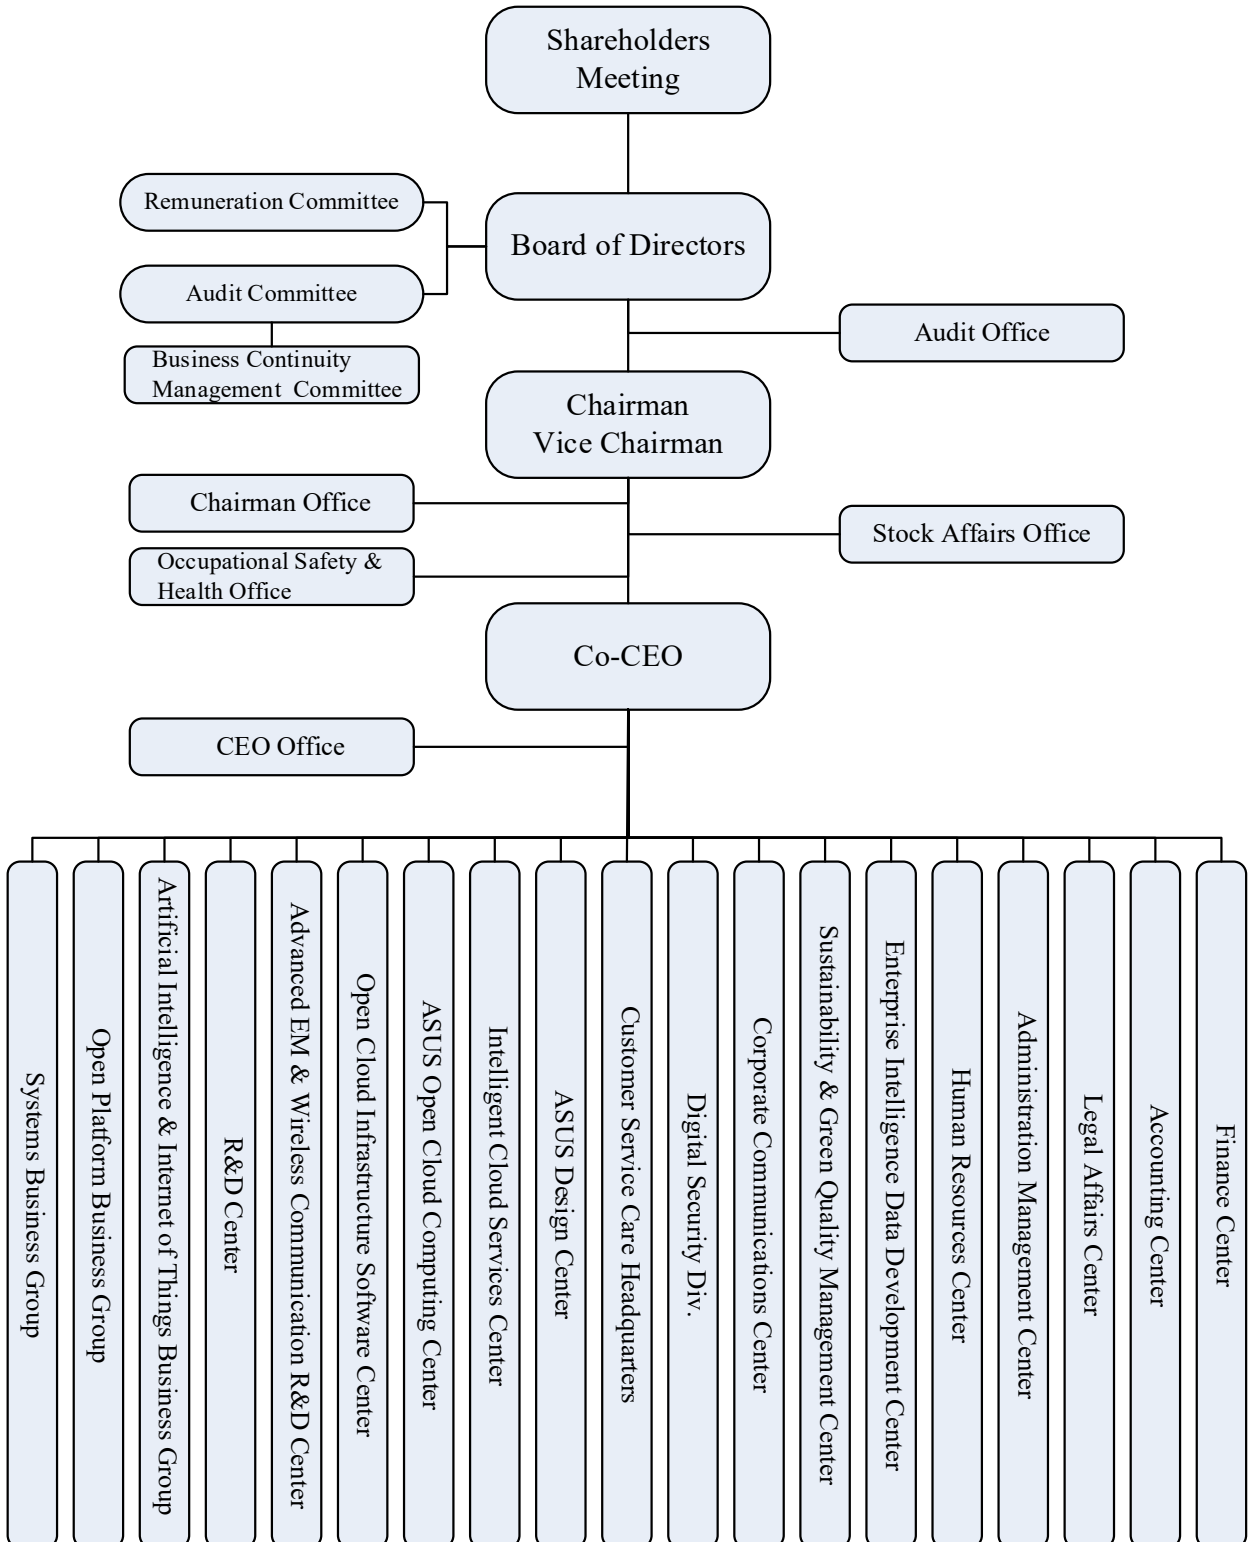 Shareholders
Meeting
Remuneration Committee
Board of Directors
Audit Committee
Audit Office
Business Continuity
Management  Committee
Chairman
Vice Chairman
Chairman Office
Stock Affairs Office
Occupational Safety &
Health Office
Co-CEO
CEO Office
Systems Business Group
Open Platform Business Group
Artificial Intelligence & Internet of Things Business Group
R&D Center
Advanced EM & Wireless Communication R&D Center
Open Cloud Infrastructure Software Center
ASUS Open Cloud Computing Center
Intelligent Cloud Services Center
ASUS Design Center
Customer Service Care Headquarters
Digital Security Div.
Corporate Communications Center
Sustainability & Green Quality Management Center
Enterprise Intelligence Data Development Center
Human Resources Center
Administration Management Center
Legal Affairs Center
Accounting Center
Finance Center